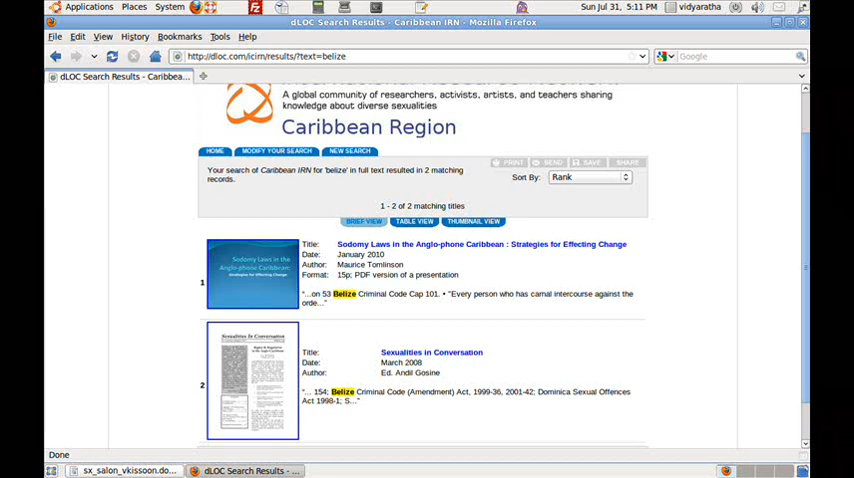 Applications Places System Sun Jul 31, 5:11 PM vidyaratha
dLOC Search Results - Caribbean IRN - Mozilla Firefox
File Edit View History Bookmarks Tools Help
http://dloc.com/icirn/results/?text=belize Google
dLOC Search Results - Caribbea...
A global community of researchers, activists, artists, and teachers sharing
knowledge about diverse sexualities
Caribbean Region
HOME MODIFY YOUR SEARCH NEW SEARCH
PRINT SEND SAVE SHARE
Your search of Caribbean IRN for 'belize' in full text resulted in 2 matching
records.
Sort By: Rank
1 - 2 of 2 matching titles
BRIEF VIEW TABLE VIEW THUMBNAIL VIEW
1
Sodomy Laws in the
Anglo-phone Caribbean:
Strategies for Effecting Change
Title: Sodomy Laws in the Anglo-phone Caribbean : Strategies for Effecting Change
Date: January 2010
Author: Maurice Tomlinson
Format: 15p; PDF version of a presentation
"...on 53 Belize Criminal Code Cap 101. • "Every person who has carnal intercourse against the
orde..."
2
Sexualities in Conversation
Title: Sexualities in Conversation
Date: March 2008
Author: Ed. Andil Gosine
"... 154; Belize Criminal Code (Amendment) Act, 1999-36, 2001-42; Dominica Sexual Offences
Act 1998-1; S..."
Done
sx_salon_vkissoon.do... dLOC Search Results - ...